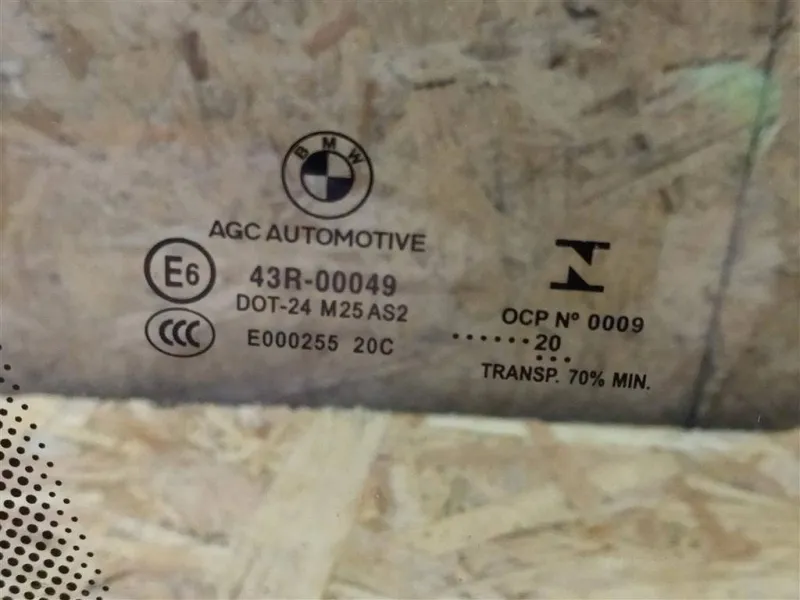 BMW
AGC AUTOMOTIVE
E6
43R-00049
DOT-24 M25 AS2
CCC
E000255 20C
OCP Nº 0009
......20
...
TRANSP. 70% MIN.